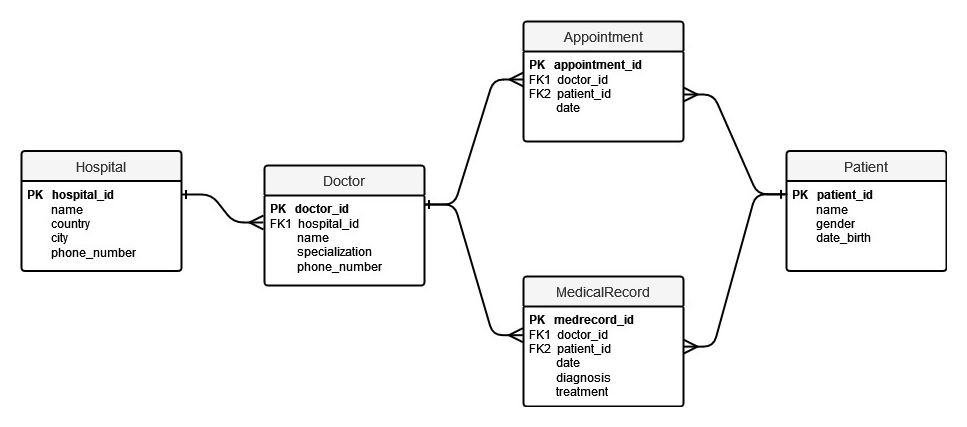 Hospital
PK hospital_id
name
country
city
phone_number
Doctor
PK doctor_id
FK1 hospital_id
name
specialization
phone_number
Appointment
PK appointment_id
FK1 doctor_id
FK2 patient_id
date
MedicalRecord
PK medrecord_id
FK1 doctor_id
FK2 patient_id
date
diagnosis
treatment
Patient
PK patient_id
name
gender
date_birth